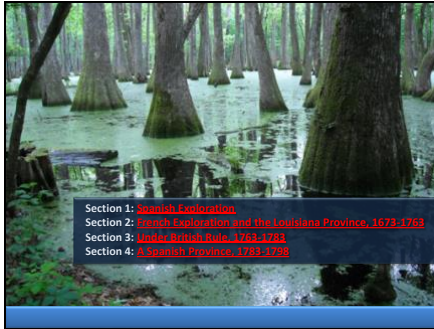 Section 1: Spanish Exploration
Section 2: French Exploration and the Louisiana Province, 1673-1763
Section 3: Under British Rule, 1763-1783
Section 4: A Spanish Province, 1783-1798